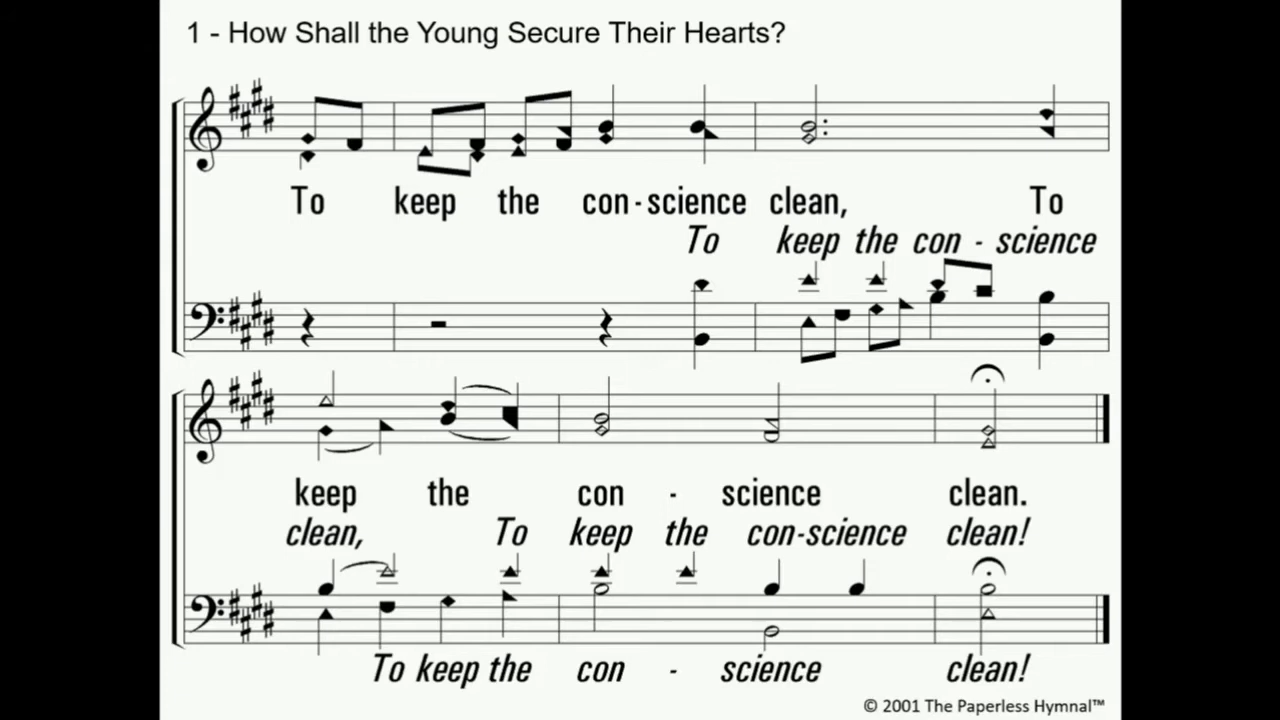 1 - How Shall the Young Secure Their Hearts?
To keep the con-science clean, To
To keep the con - science
keep the con - science clean.
clean, To keep the con-science clean!
To keep the con - science clean!
© 2001 The Paperless Hymnal™